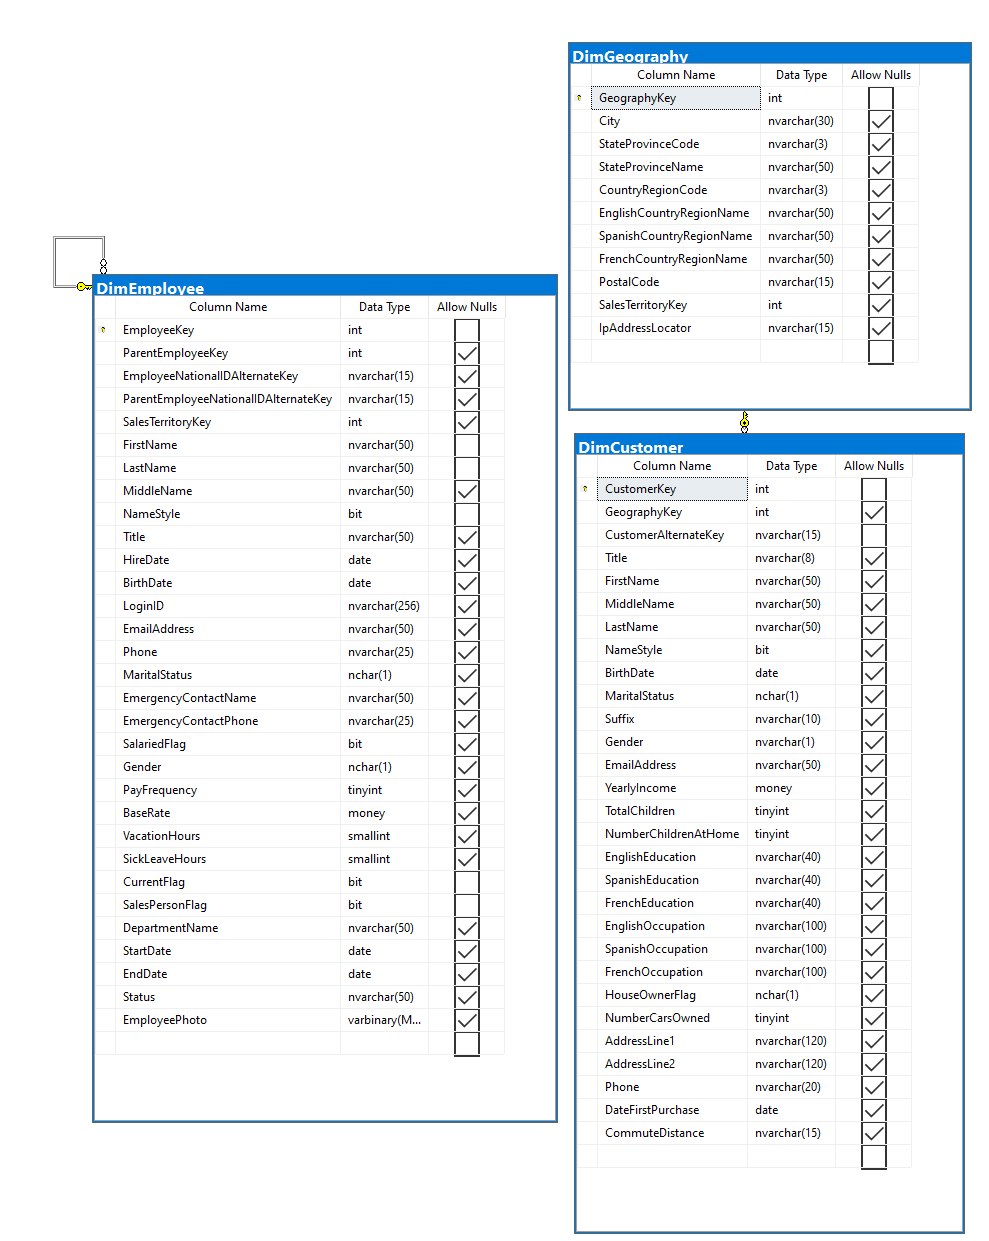 DimGeography
Column Name Data Type Allow Nulls
GeographyKey int
City nvarchar(30)
StateProvinceCode nvarchar(3)
StateProvinceName nvarchar(50)
CountryRegionCode nvarchar(3)
EnglishCountryRegionName nvarchar(50)
SpanishCountryRegionName nvarchar(50)
FrenchCountryRegionName nvarchar(50)
PostalCode nvarchar(15)
SalesTerritoryKey int
IpAddressLocator nvarchar(15)
DimEmployee
Column Name Data Type Allow Nulls
EmployeeKey int
ParentEmployeeKey int
EmployeeNationalIDAlternateKey nvarchar(15)
ParentEmployeeNationalIDAlternateKey nvarchar(15)
SalesTerritoryKey int
FirstName nvarchar(50)
LastName nvarchar(50)
MiddleName nvarchar(50)
NameStyle bit
Title nvarchar(50)
HireDate date
BirthDate date
LoginID nvarchar(256)
EmailAddress nvarchar(50)
Phone nvarchar(25)
MaritalStatus nchar(1)
EmergencyContactName nvarchar(50)
EmergencyContactPhone nvarchar(25)
SalariedFlag bit
Gender nchar(1)
PayFrequency tinyint
BaseRate money
VacationHours smallint
SickLeaveHours smallint
CurrentFlag bit
SalesPersonFlag bit
DepartmentName nvarchar(50)
StartDate date
EndDate date
Status nvarchar(50)
EmployeePhoto varbinary(M...
DimCustomer
Column Name Data Type Allow Nulls
CustomerKey int
GeographyKey int
CustomerAlternateKey nvarchar(15)
Title nvarchar(8)
FirstName nvarchar(50)
MiddleName nvarchar(50)
LastName nvarchar(50)
NameStyle bit
BirthDate date
MaritalStatus nchar(1)
Suffix nvarchar(10)
Gender nvarchar(1)
EmailAddress nvarchar(50)
YearlyIncome money
TotalChildren tinyint
NumberChildrenAtHome tinyint
EnglishEducation nvarchar(40)
SpanishEducation nvarchar(40)
FrenchEducation nvarchar(40)
EnglishOccupation nvarchar(100)
SpanishOccupation nvarchar(100)
FrenchOccupation nvarchar(100)
HouseOwnerFlag nchar(1)
NumberCarsOwned tinyint
AddressLine1 nvarchar(120)
AddressLine2 nvarchar(120)
Phone nvarchar(20)
DateFirstPurchase date
CommuteDistance nvarchar(15)